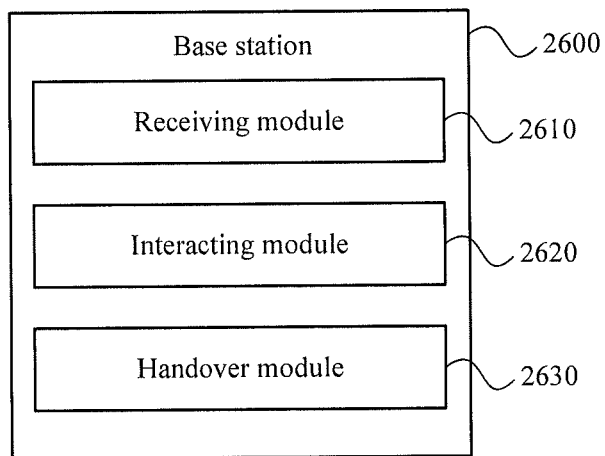 Base station
2600
Receiving module
2610
Interacting module
2620
Handover module
2630